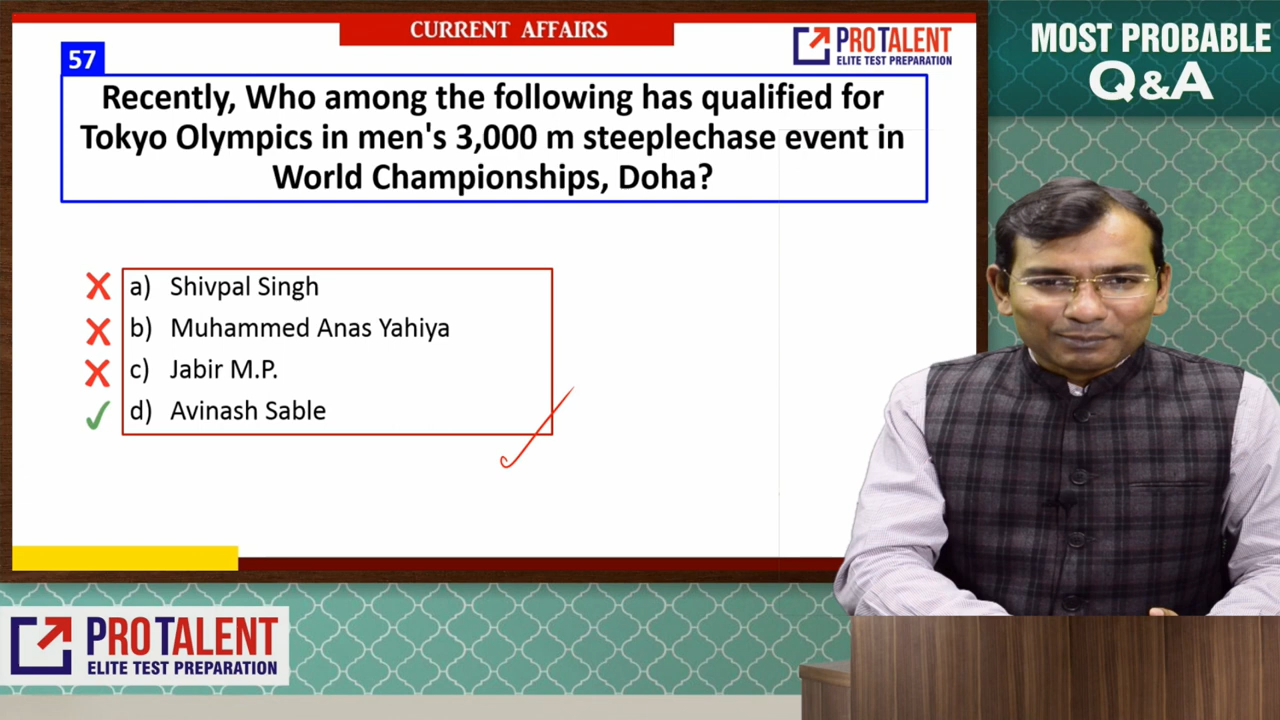 CURRENT AFFAIRS
MOST PROBABLE
Q&A
PROTALENT
ELITE TEST PREPARATION
57
Recently, Who among the following has qualified for
Tokyo Olympics in men's 3,000 m steeplechase event in
World Championships, Doha?
a) Shivpal Singh
b) Muhammed Anas Yahiya
c) Jabir M.P.
d) Avinash Sable
PROTALENT
ELITE TEST PREPARATION